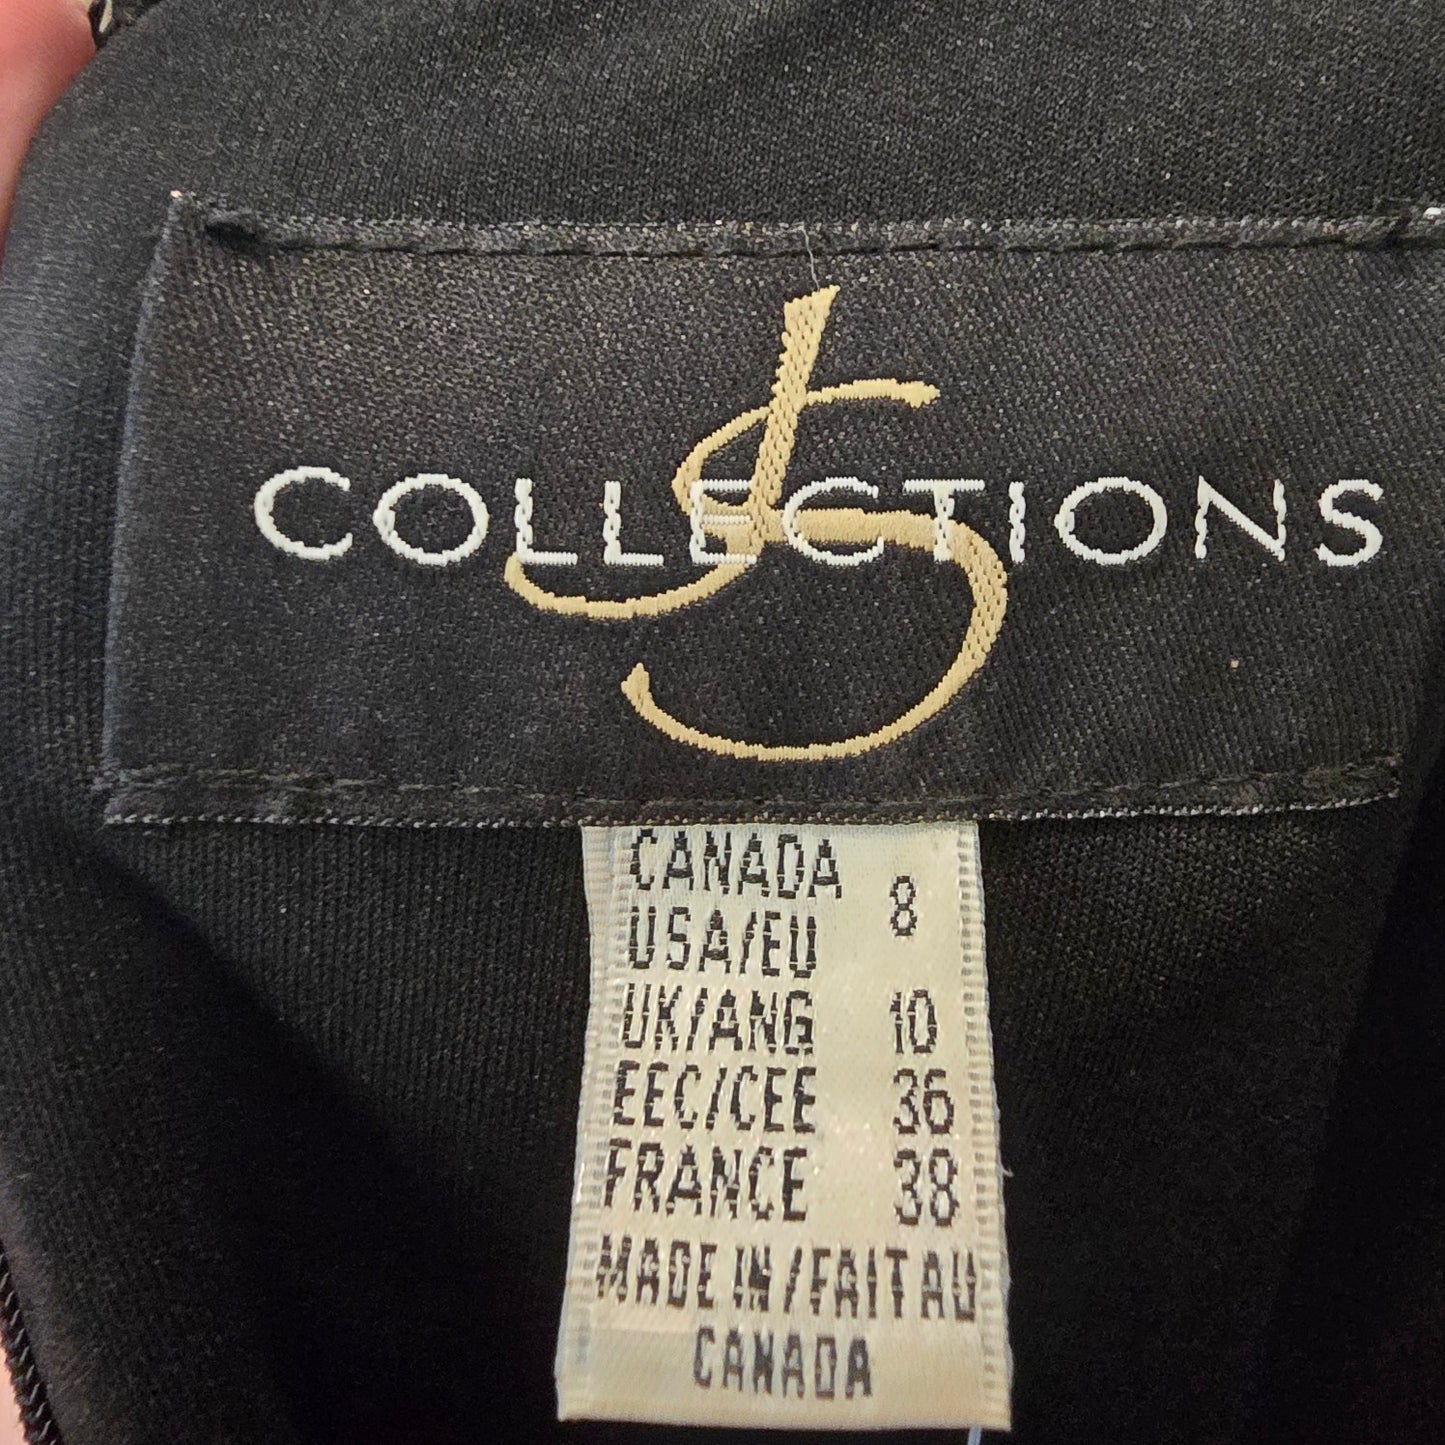 JS
COLLECTIONS
CANADA
USA/EU 8
UK/ANG 10
EEC/CEE 36
FRANCE 38
MADE IN/FAIT AU
CANADA